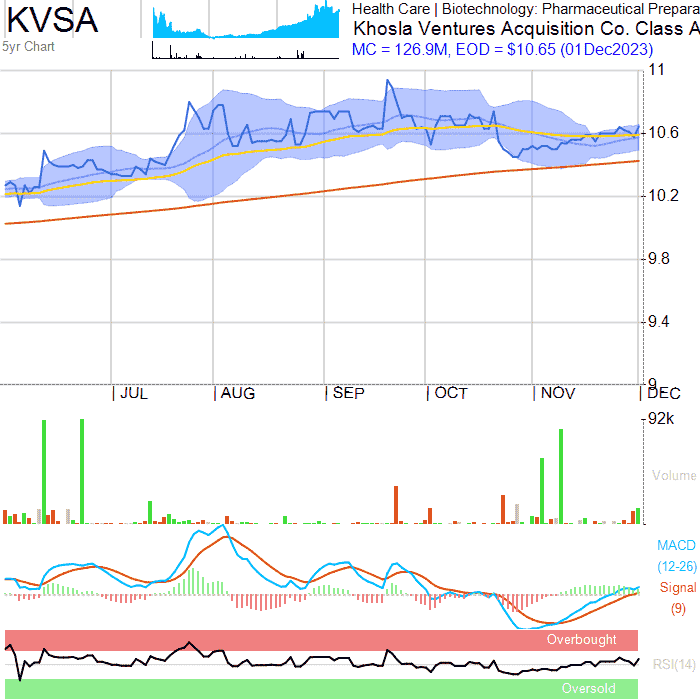 KVSA
5yr Chart
Health Care | Biotechnology: Pharmaceutical Prepara
Khosla Ventures Acquisition Co. Class A
MC = 126.9M, EOD = $10.65 (01Dec2023)
11
10.6
10.2
9.8
9.4
9
JUL AUG SEP OCT NOV DEC
92k
Volume
MACD
(12-26)
Signal
(9)
Overbought
RSI(14)
Oversold